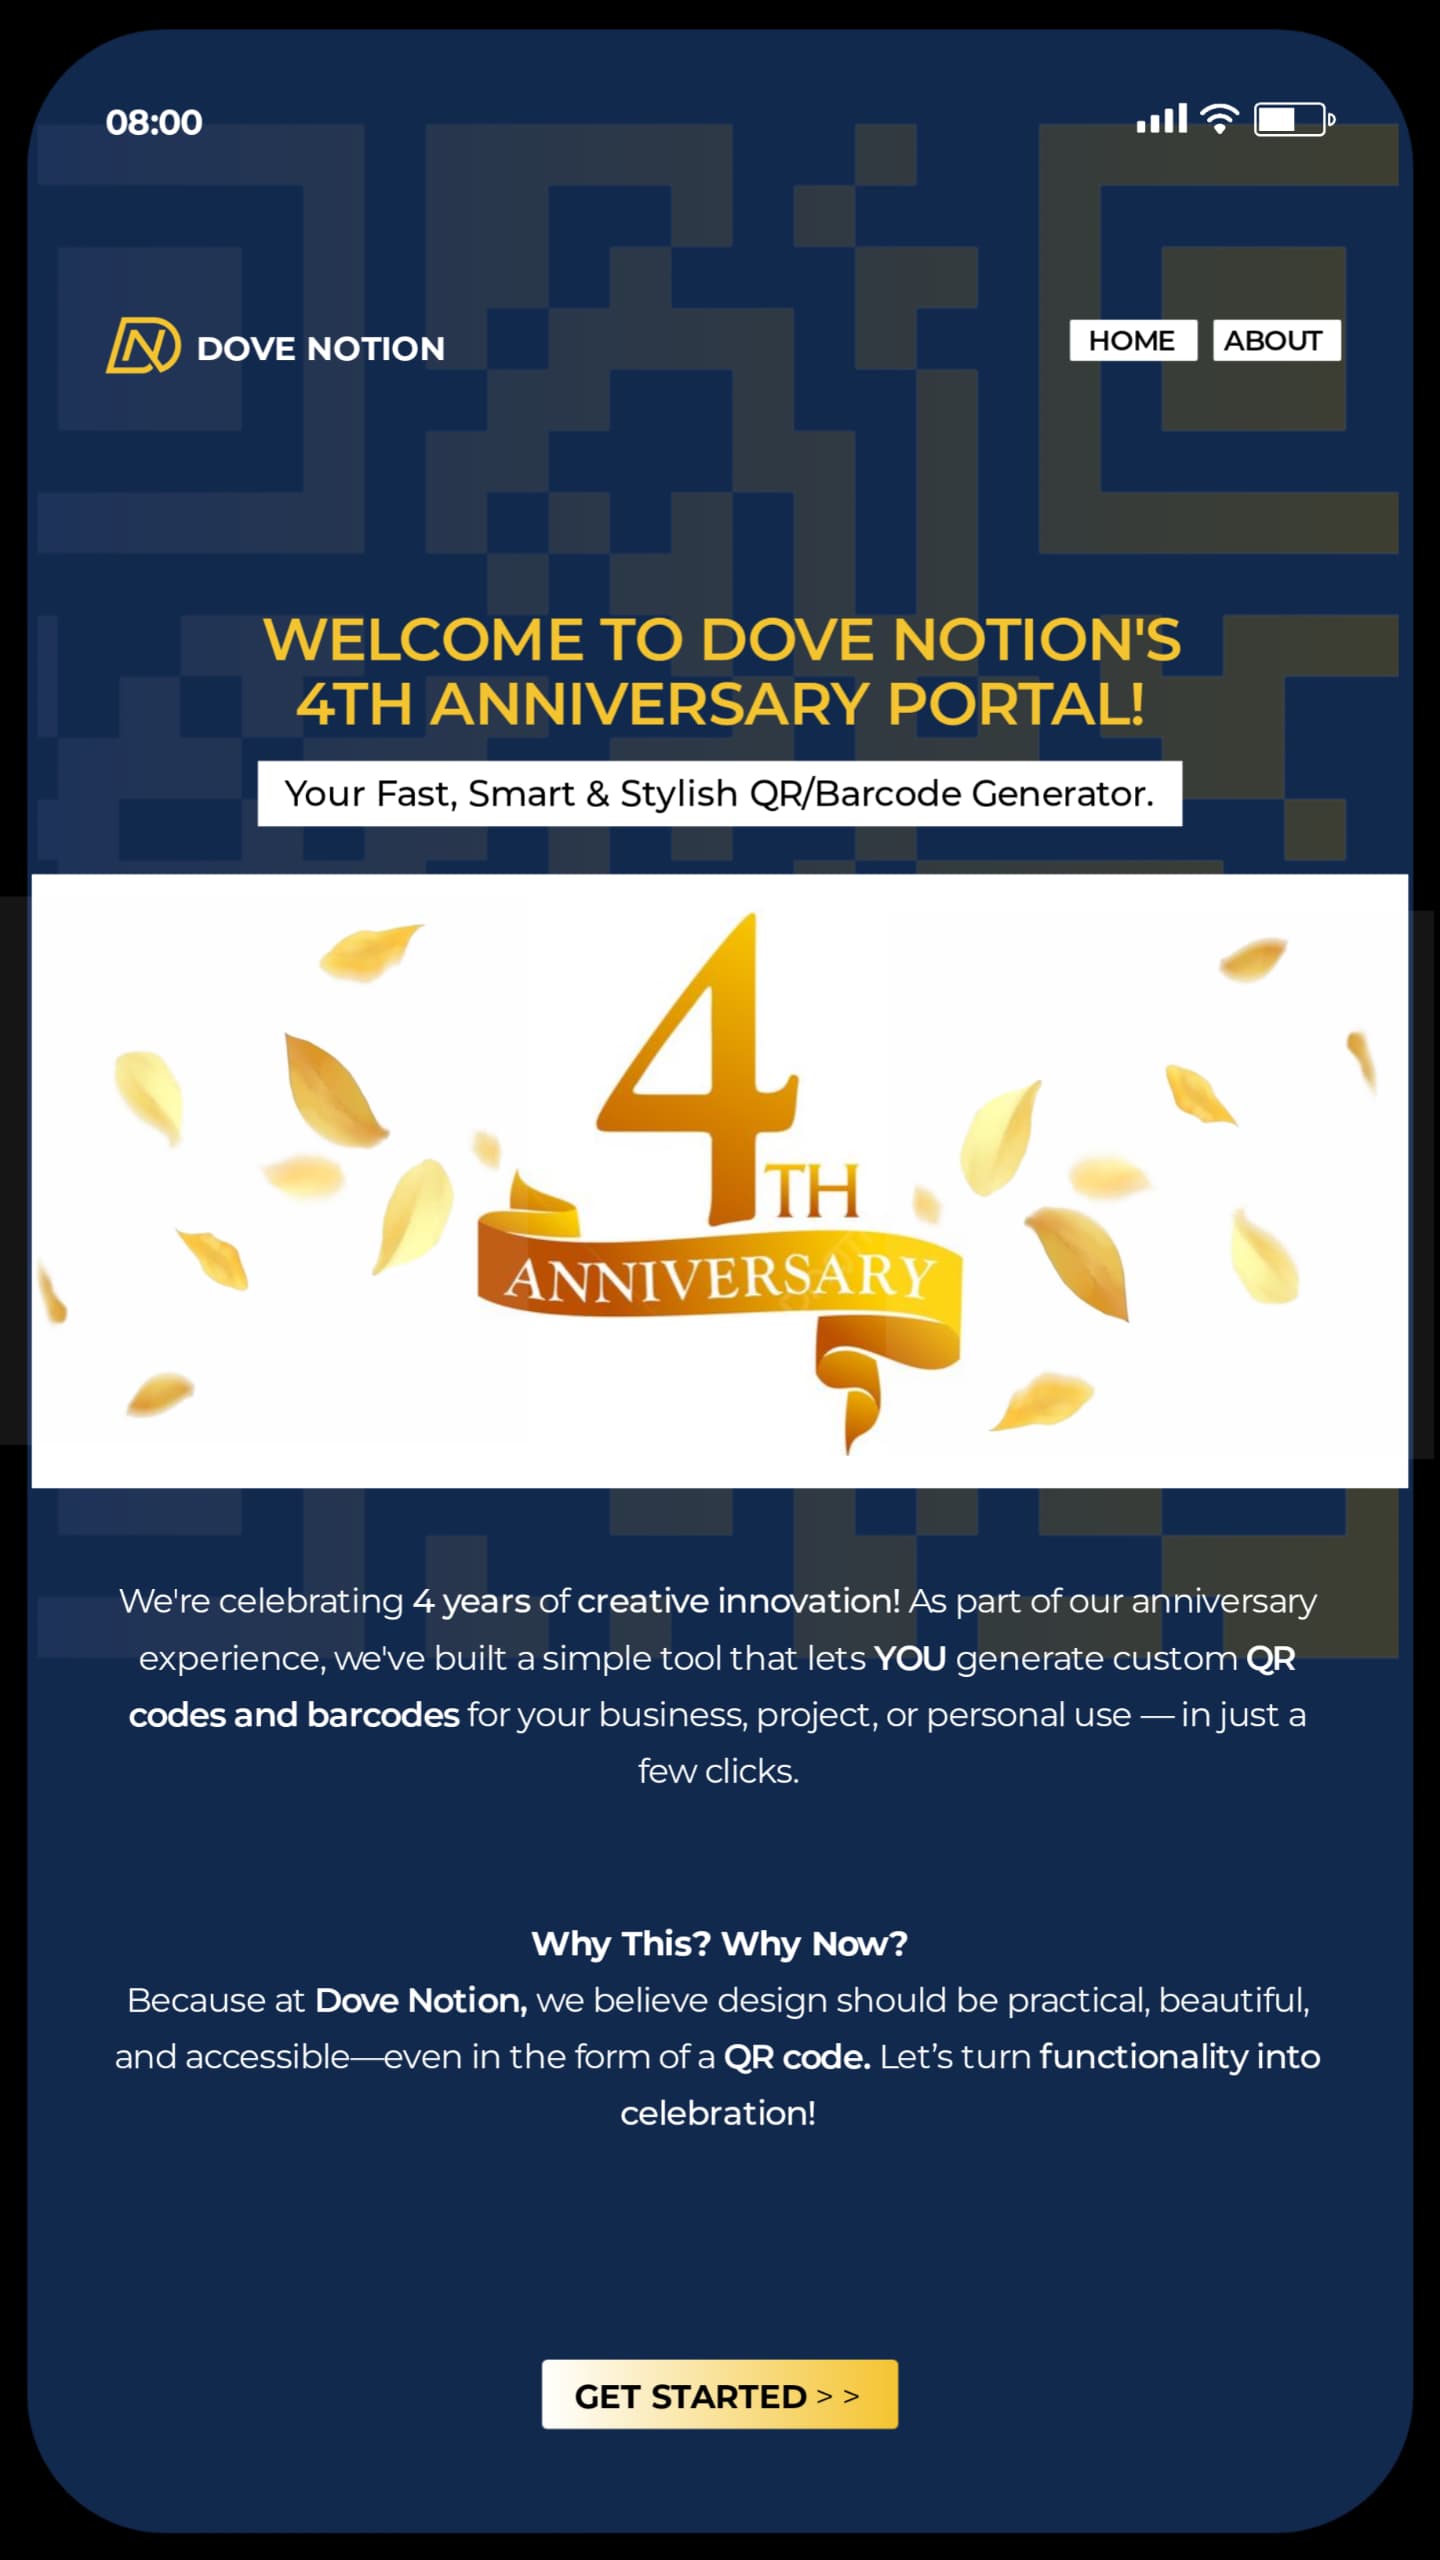 08:00
DOVE NOTION
HOME ABOUT
WELCOME TO DOVE NOTION'S
4TH ANNIVERSARY PORTAL!
Your Fast, Smart & Stylish QR/Barcode Generator.
4TH
ANNIVERSARY
We're celebrating 4 years of creative innovation! As part of our anniversary
experience, we've built a simple tool that lets YOU generate custom QR
codes and barcodes for your business, project, or personal use — in just a
few clicks.
Why This? Why Now?
Because at Dove Notion, we believe design should be practical, beautiful,
and accessible—even in the form of a QR code. Let’s turn functionality into
celebration!
GET STARTED > >